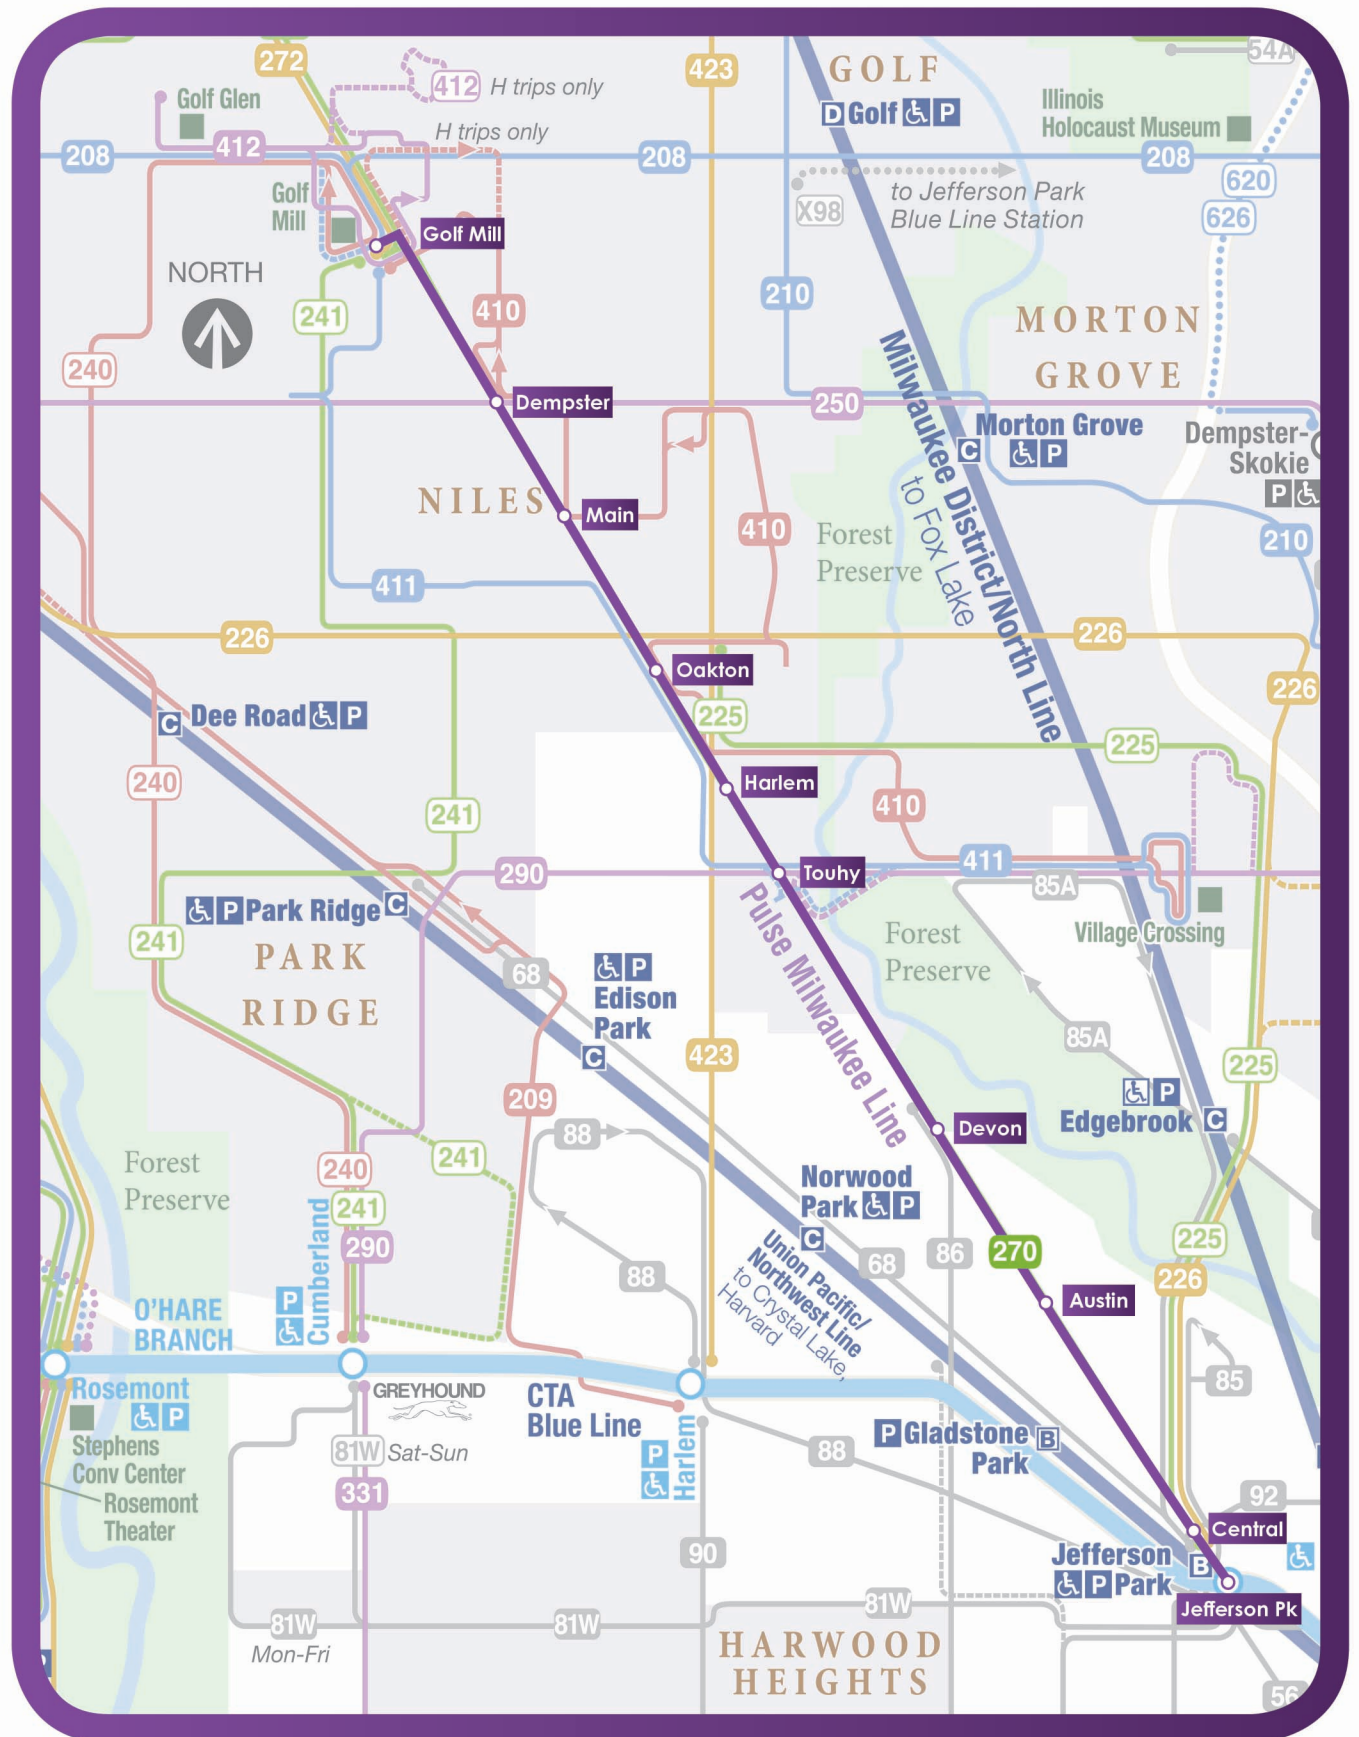 272
412
H trips only
423
GOLF
D Golf P
54A
Golf Glen
Illinois
Holocaust Museum
H trips only
208
412
208
208
620
626
Golf
Mill
X98
to Jefferson Park
Blue Line Station
Golf Mill
NORTH
241
410
210
MORTON
GROVE
240
Dempster
250
Milwaukee District/North Line
to Fox Lake
Morton Grove
C P
Dempster-
Skokie
P
NILES
Main
410
Forest
Preserve
210
411
226
226
Oakton
226
Dee Road P
C
225
225
240
Harlem
410
241
290
Touhy
411
85A
P Park Ridge C
241
PARK
RIDGE
Pulse Milwaukee Line
Forest
Preserve
Village Crossing
68
P
Edison
Park
C
423
85A
225
209
P
Edgebrook C
88
Devon
Forest
Preserve
240
241
241
290
Cumberland
P
Norwood
Park P
C
Union Pacific/
Northwest Line
to Crystal Lake,
Harvard
68
86
270
225
226
88
Austin
O'HARE
BRANCH
Rosemont
P
Stephens
Conv Center
Rosemont
Theater
GREYHOUND
81W
Sat-Sun
331
CTA
Blue Line
P
Harlem
85
88
P Gladstone B
Park
92
Central
90
Jefferson
P Park
B
Jefferson Pk
81W
81W
81W
Mon-Fri
HARWOOD
HEIGHTS
56